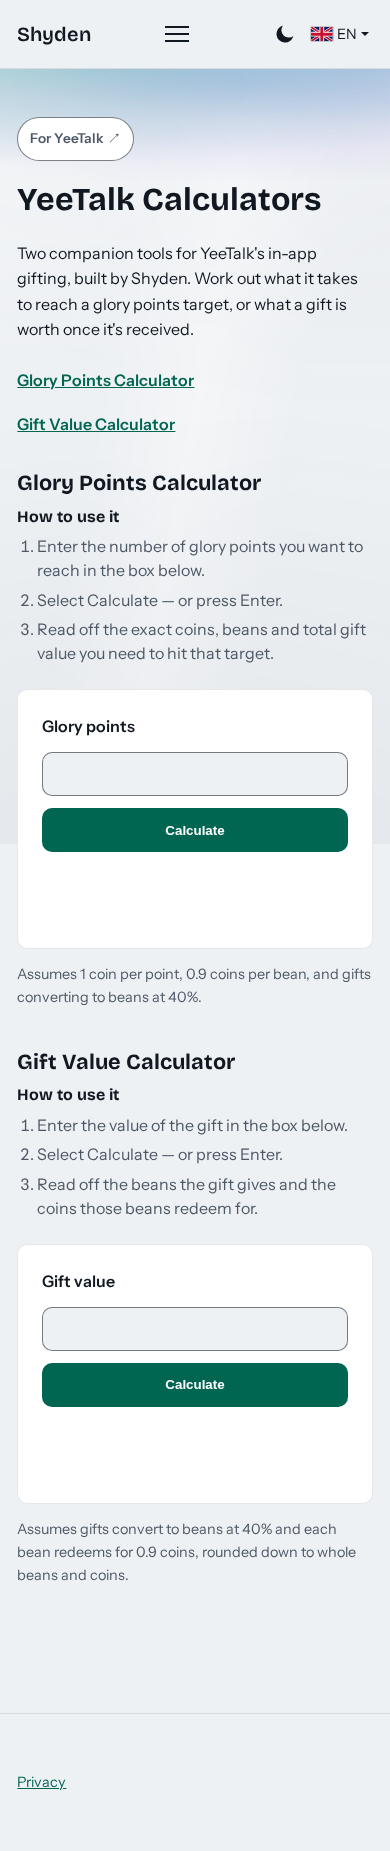 Shyden
EN
For YeeTalk ↗
YeeTalk Calculators
Two companion tools for YeeTalk's in-app
gifting, built by Shyden. Work out what it takes
to reach a glory points target, or what a gift is
worth once it's received.
Glory Points Calculator
Gift Value Calculator
Glory Points Calculator
How to use it
1. Enter the number of glory points you want to
reach in the box below.
2. Select Calculate — or press Enter.
3. Read off the exact coins, beans and total gift
value you need to hit that target.
Glory points
Calculate
Assumes 1 coin per point, 0.9 coins per bean, and gifts
converting to beans at 40%.
Gift Value Calculator
How to use it
1. Enter the value of the gift in the box below.
2. Select Calculate — or press Enter.
3. Read off the beans the gift gives and the
coins those beans redeem for.
Gift value
Calculate
Assumes gifts convert to beans at 40% and each
bean redeems for 0.9 coins, rounded down to whole
beans and coins.
Privacy